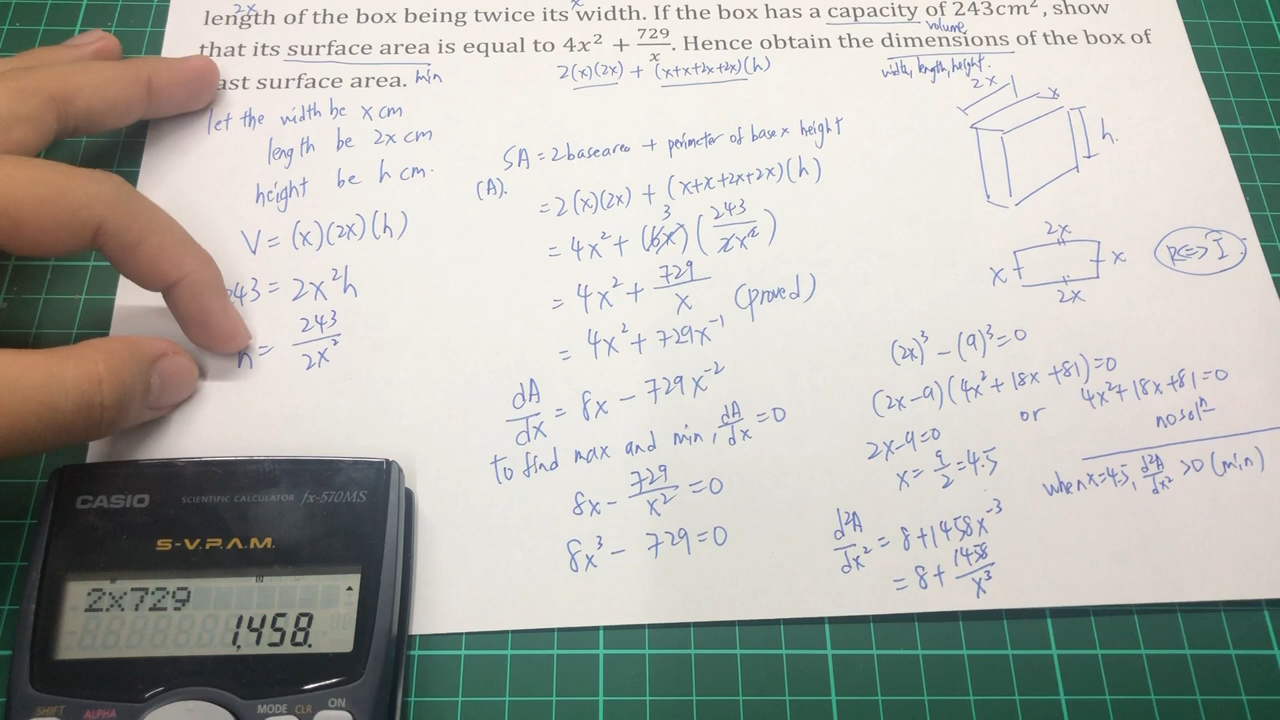 2x
x
length of the box being twice its width. If the box has a capacity of 243cm², show
volume
that its surface area is equal to 4x² + 729/x. Hence obtain the dimensions of the box of
ast surface area. min
2(x)(2x) + (x+x+2x+2x)(h)
width, length, height.
let the width be x cm
length be 2x cm
height be h cm.
V = (x)(2x)(h)
243 = 2x²h
h = 243/2x²
SA = 2 base area + perimeter of base × height
(A).
= 2(x)(2x) + (x+x+2x+2x)(h)
3
= 4x² + (6x)(243/2x²)
= 4x² + 729/x (proved)
= 4x² + 729x⁻¹
dA/dx = 8x − 729x⁻²
to find max and min, dA/dx = 0
8x − 729/x² = 0
8x³ − 729 = 0
2x
x
h.
2x
x
x
2x
(2x)³ − (9)³ = 0
(2x−9)(4x² + 18x + 81) = 0
2x−9=0 or 4x²+18x+81=0
x = 9/2 = 4.5
no solⁿ
when x=4.5, d²A/dx² >0 (min)
d²A/dx² = 8 + 1458x⁻³
= 8 + 1458/x³
CASIO SCIENTIFIC CALCULATOR fx-570MS
S-V.P.A.M.
D
2×729
1,458.
SHIFT ALPHA MODE CLR ON